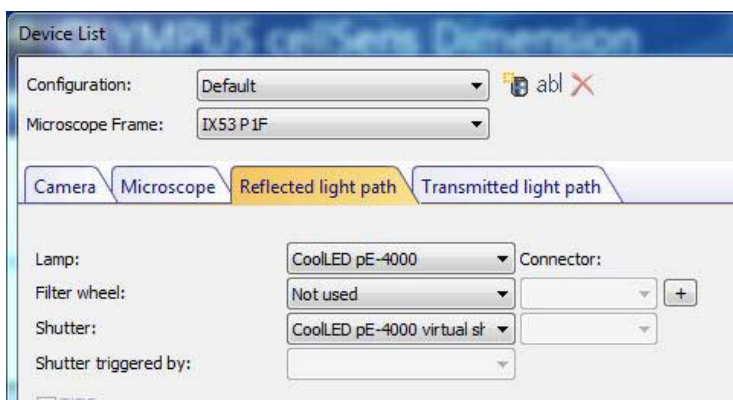 Device List
OLYMPUS cellSens Dimension
Configuration: Default abI
Microscope Frame: IX53 P1F
Camera Microscope Reflected light path Transmitted light path
Lamp: CoolLED pE-4000 Connector:
Filter wheel: Not used +
Shutter: CoolLED pE-4000 virtual sh
Shutter triggered by: